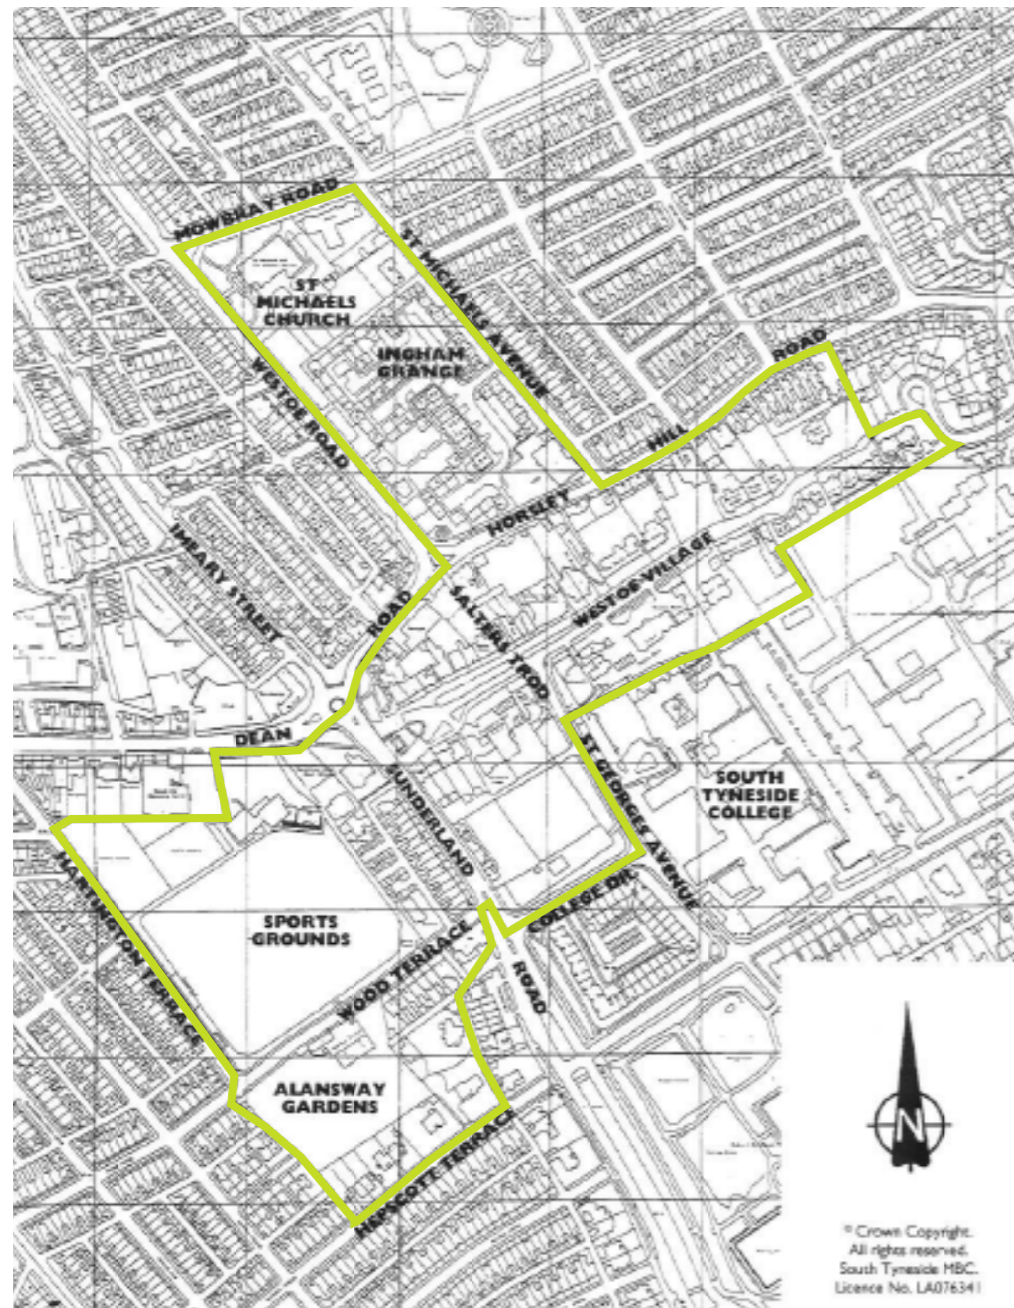 MOWBRAY ROAD
ST MICHAELS AVENUE
ST
MICHAELS
CHURCH
INGHAM
GRANGE
WESTOE ROAD
HORSLEY
HILL
ROAD
IMEARY STREET
ROAD
SALTERS TROD
WESTOE VILLAGE
DEAN
SUNDERLAND
ST GEORGES AVENUE
SOUTH
TYNESIDE
COLLEGE
HARTINGTON TERRACE
SPORTS
GROUNDS
WOOD TERRACE
COLLEGE DR.
ROAD
ALANSWAY
GARDENS
HEPSCOTT TERRACE
N
© Crown Copyright.
All rights reserved.
South Tyneside MBC.
Licence No. LA076341